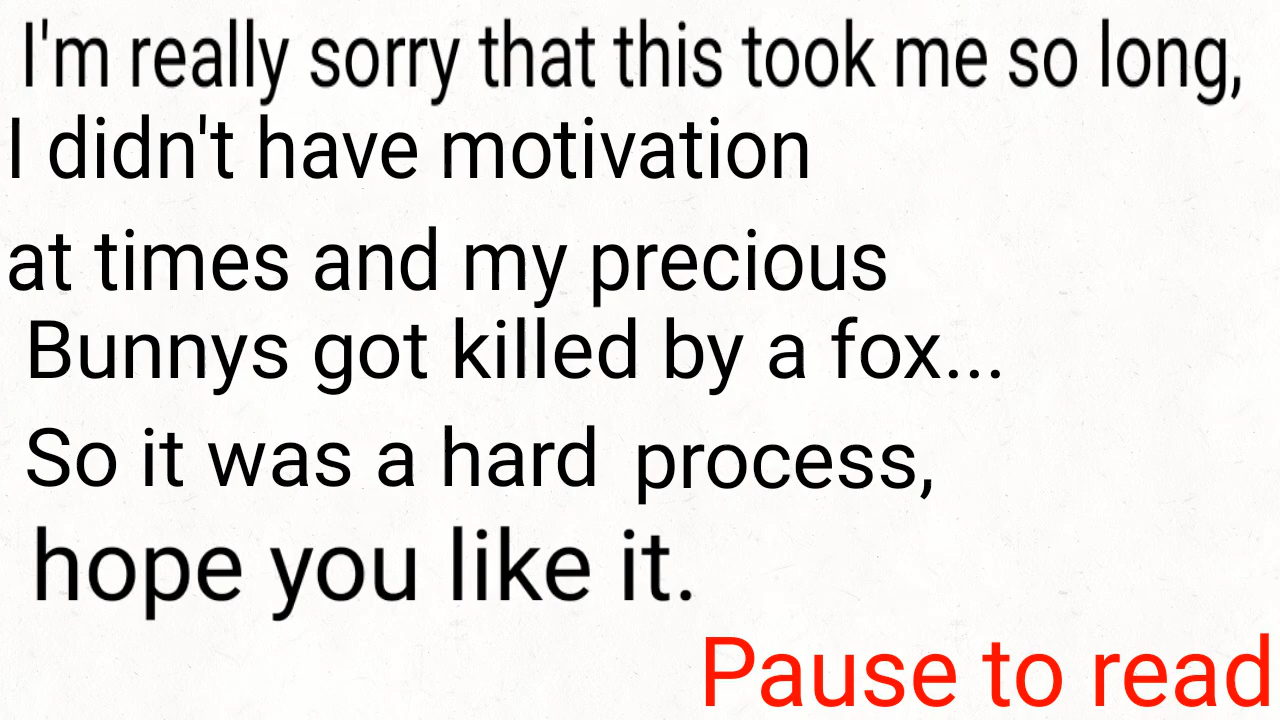 I'm really sorry that this took me so long,
I didn't have motivation
at times and my precious
Bunnys got killed by a fox...
So it was a hard process,
hope you like it.
Pause to read